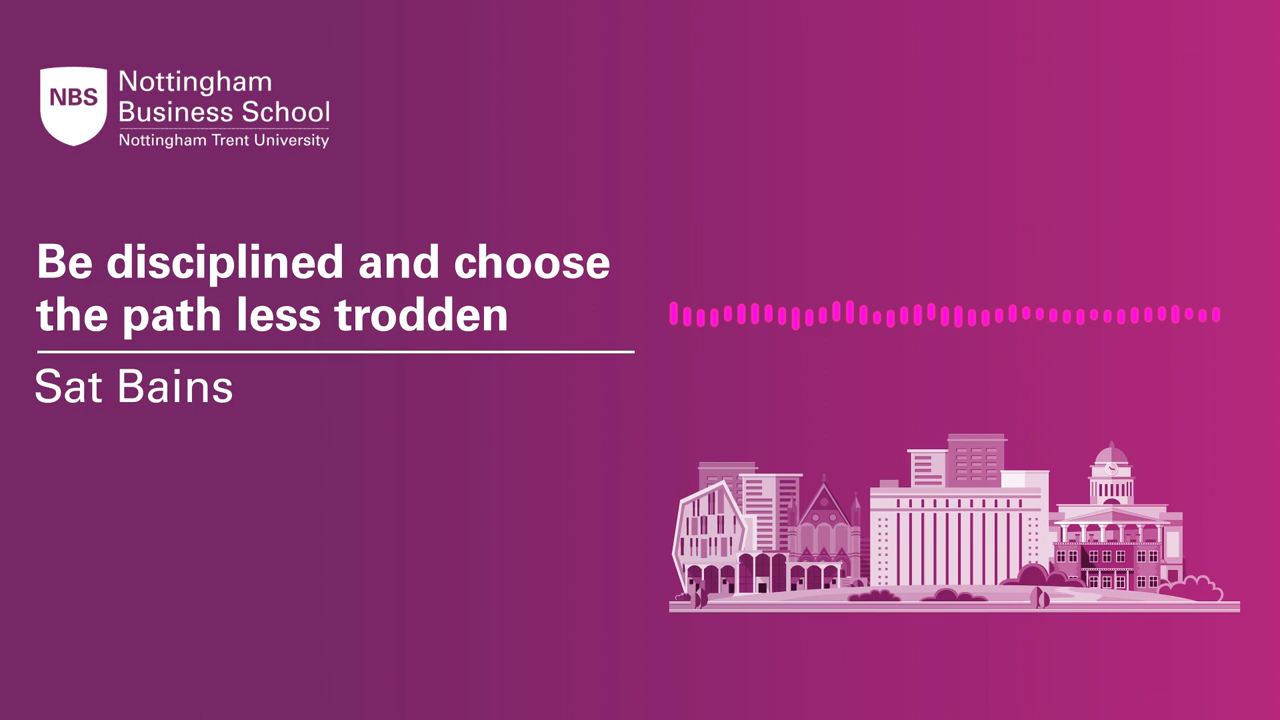 NBS
Nottingham
Business School
Nottingham Trent University
Be disciplined and choose
the path less trodden
Sat Bains